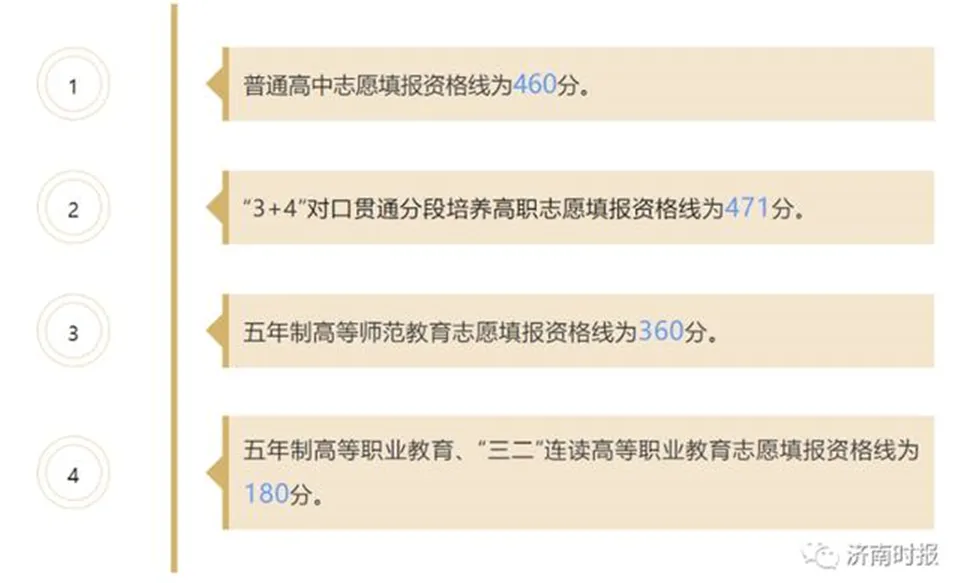 1
普通高中志愿填报资格线为460分。
2
“3+4”对口贯通分段培养高职志愿填报资格线为471分。
3
五年制高等师范教育志愿填报资格线为360分。
4
五年制高等职业教育、“三二”连读高等职业教育志愿填报资格线为
180分。
济南时报